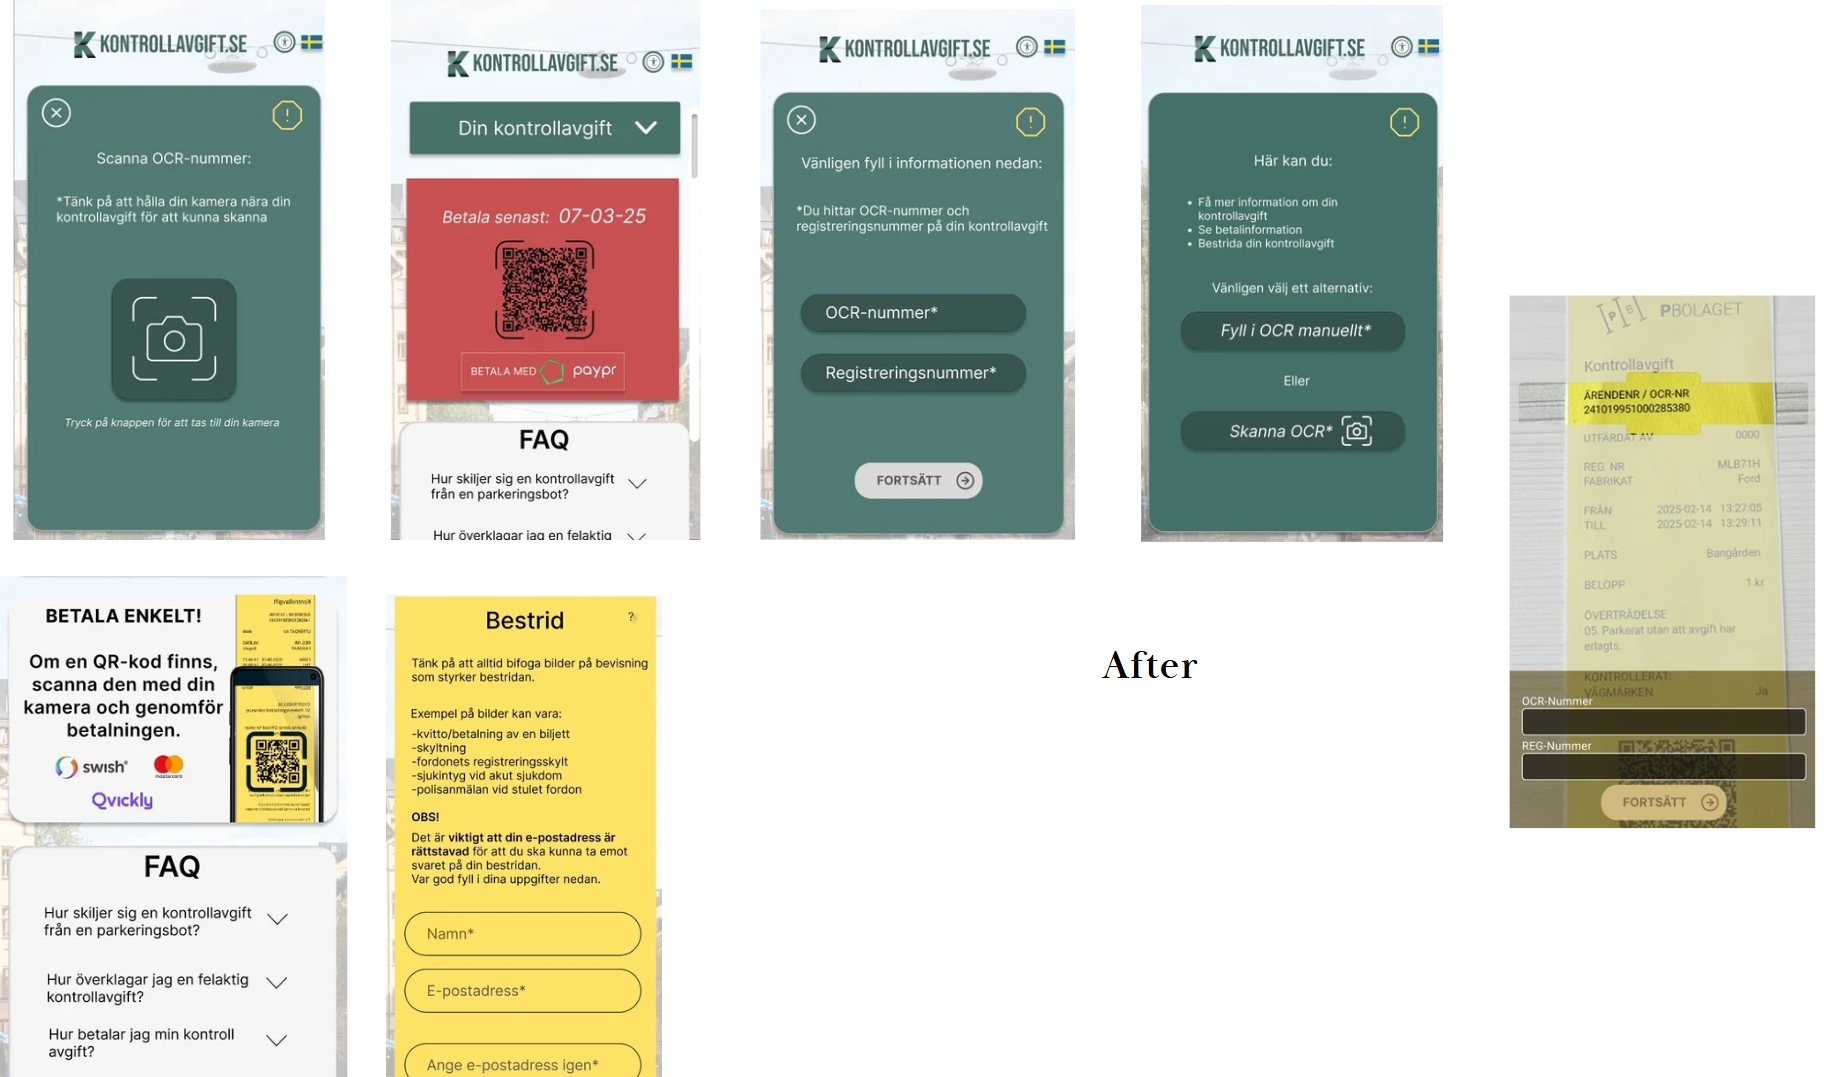 KONTROLLAVGIFT.SE
Scanna OCR-nummer:
*Tänk på att hålla din kamera nära din
kontrollavgift för att kunna skanna
Tryck på knappen för att tas till din kamera
KONTROLLAVGIFT.SE
Din kontrollavgift
Betala senast: 07-03-25
BETALA MED paypr
FAQ
Hur skiljer sig en kontrollavgift
från en parkeringsbot?
Hur överklagar jag en felaktig
KONTROLLAVGIFT.SE
Vänligen fyll i informationen nedan:
*Du hittar OCR-nummer och
registreringsnummer på din kontrollavgift
OCR-nummer*
Registreringsnummer*
FORTSÄTT
KONTROLLAVGIFT.SE
Här kan du:
• Få mer information om din
kontrollavgift
• Se betalinformation
• Bestrida din kontrollavgift
Vänligen välj ett alternativ:
Fyll i OCR manuellt*
Eller
Skanna OCR*
PBOLAGET
Kontrollavgift
ÄRENDENR / OCR-NR
241019951000285380
UTFÄRDAT AV 0000
REG. NR MLB71H
FABRIKAT Ford
FRÅN 2025-02-14 13:27:05
TILL 2025-02-14 13:29:11
PLATS Bangården
BELOPP 1 kr
ÖVERTRÄDELSE
05. Parkerat utan att avgift har
erlagts.
KONTROLLERAT:
VÄGMÄRKEN Ja
OCR-Nummer
REG-Nummer
FORTSÄTT
BETALA ENKELT!
Om en QR-kod finns,
scanna den med din
kamera och genomför
betalningen.
swish®
mastercard
Qvickly
FAQ
Hur skiljer sig en kontrollavgift
från en parkeringsbot?
Hur överklagar jag en felaktig
kontrollavgift?
Hur betalar jag min kontroll
avgift?
Bestrid ?
Tänk på att alltid bifoga bilder på bevisning
som styrker bestridan.
Exempel på bilder kan vara:
-kvitto/betalning av en biljett
-skyltning
-fordonets registreringsskylt
-sjukintyg vid akut sjukdom
-polisanmälan vid stulet fordon
OBS!
Det är viktigt att din e-postadress är
rättstavad för att du ska kunna ta emot
svaret på din bestridan.
Var god fyll i dina uppgifter nedan.
Namn*
E-postadress*
Ange e-postadress igen*
After